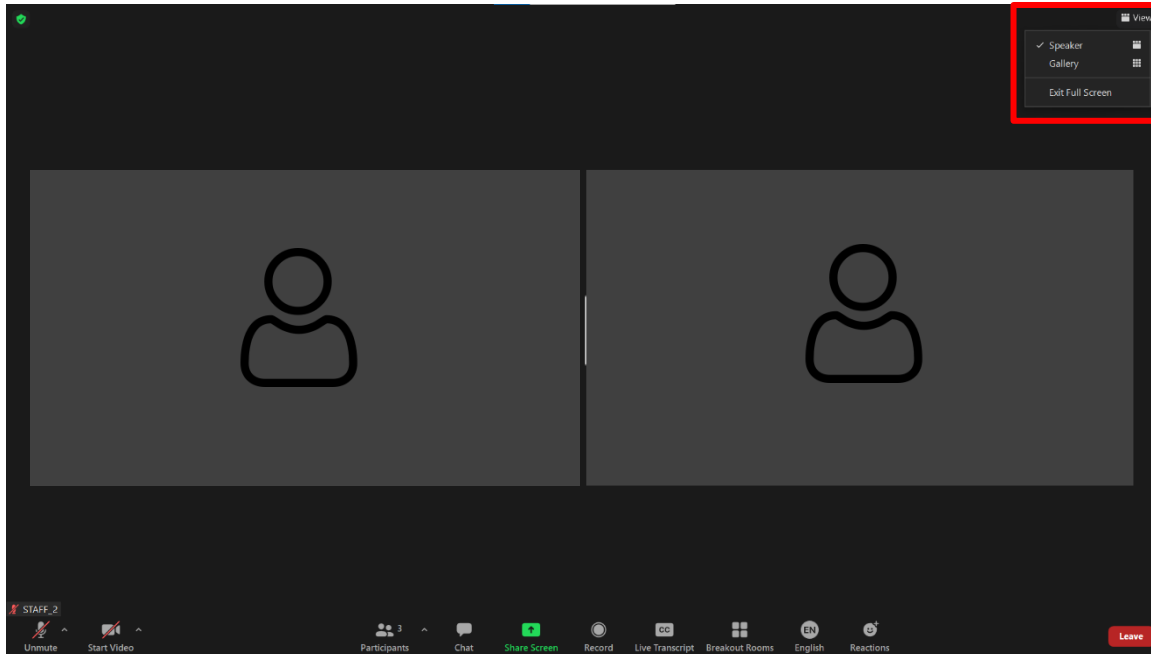 View
Speaker
Gallery
Exit Full Screen
STAFF_2
Unmute
Start Video
Participants
3
Chat
Share Screen
Record
CC
Live Transcript
Breakout Rooms
EN
English
Reactions
Leave